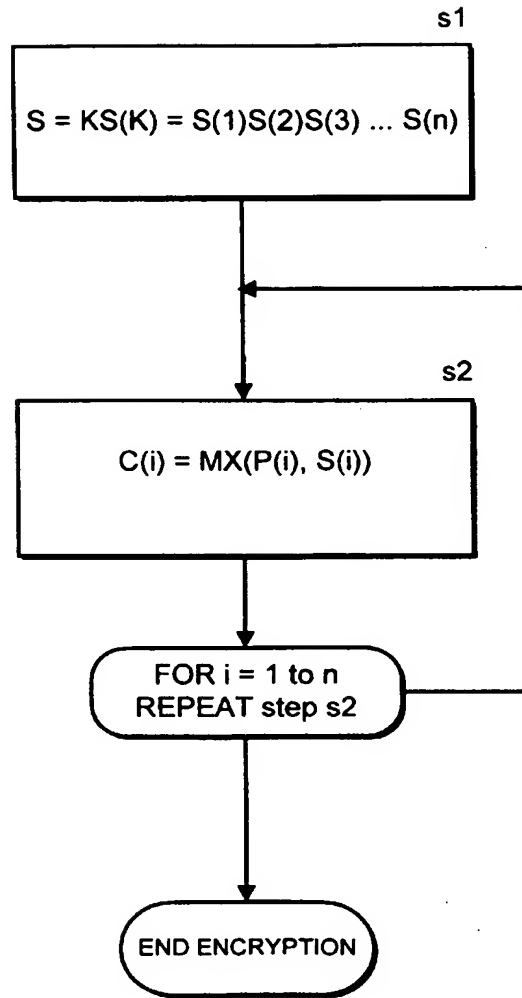 s1
S = KS(K) = S(1)S(2)S(3) ... S(n)
s2
C(i) = MX(P(i), S(i))
FOR i = 1 to n
REPEAT step s2
END ENCRYPTION